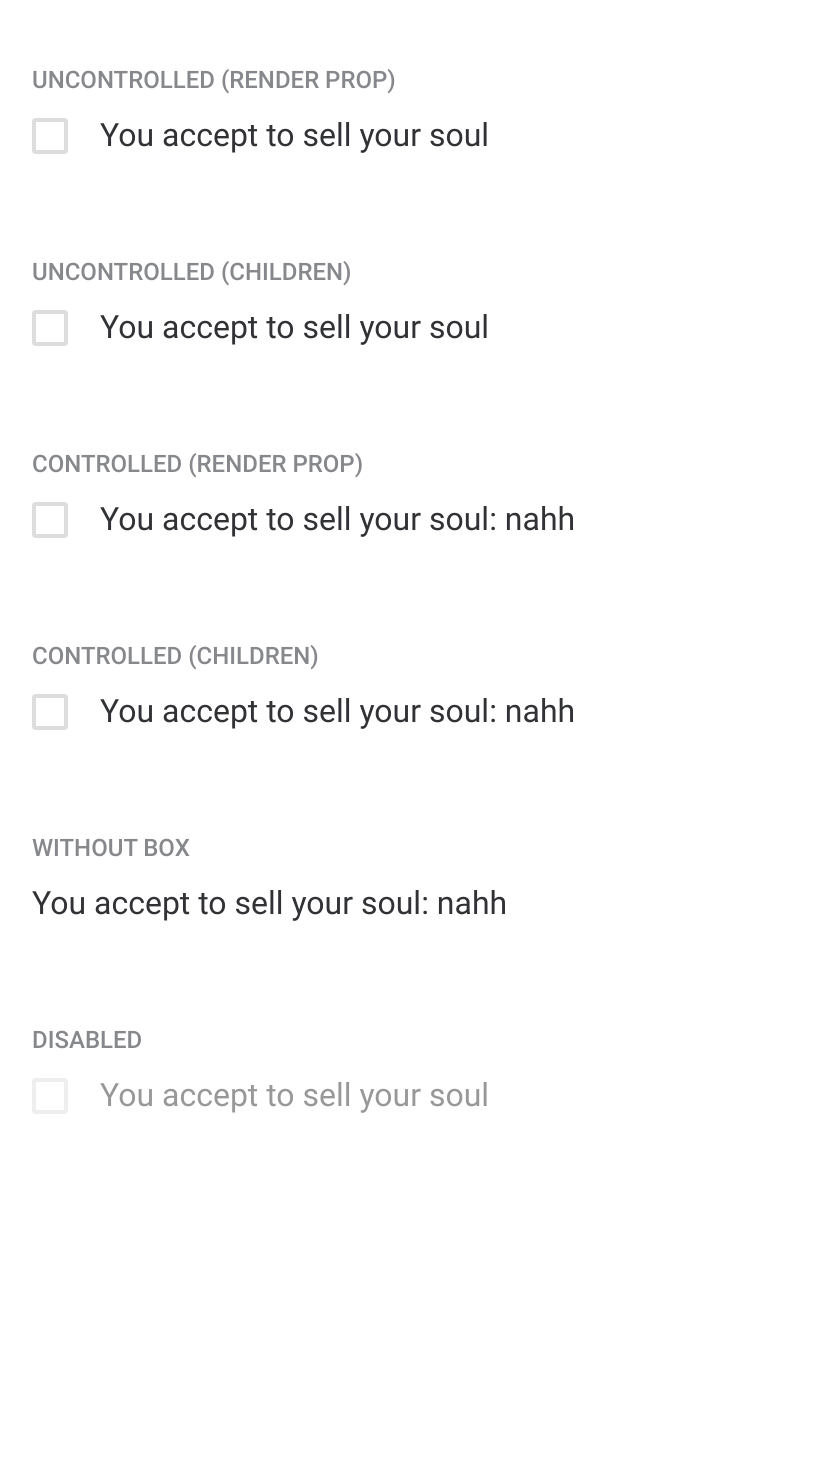 UNCONTROLLED (RENDER PROP)
You accept to sell your soul
UNCONTROLLED (CHILDREN)
You accept to sell your soul
CONTROLLED (RENDER PROP)
You accept to sell your soul: nahh
CONTROLLED (CHILDREN)
You accept to sell your soul: nahh
WITHOUT BOX
You accept to sell your soul: nahh
DISABLED
You accept to sell your soul